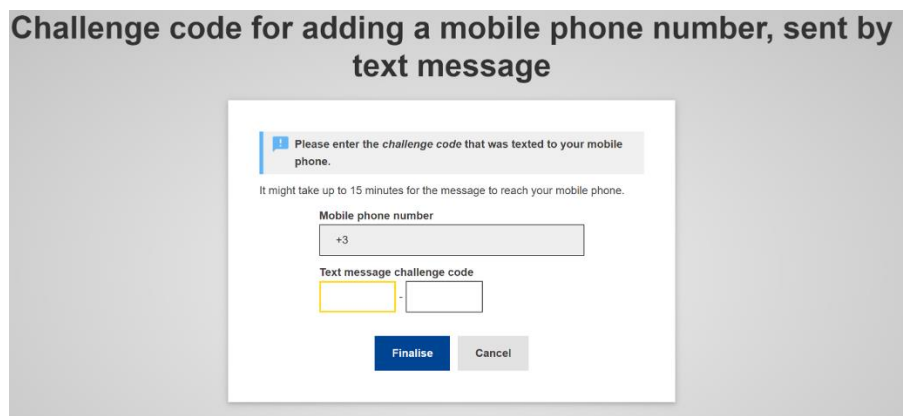 Challenge code for adding a mobile phone number, sent by
text message
Please enter the challenge code that was texted to your mobile
phone.
It might take up to 15 minutes for the message to reach your mobile phone.
Mobile phone number
+3
Text message challenge code
-
Finalise Cancel